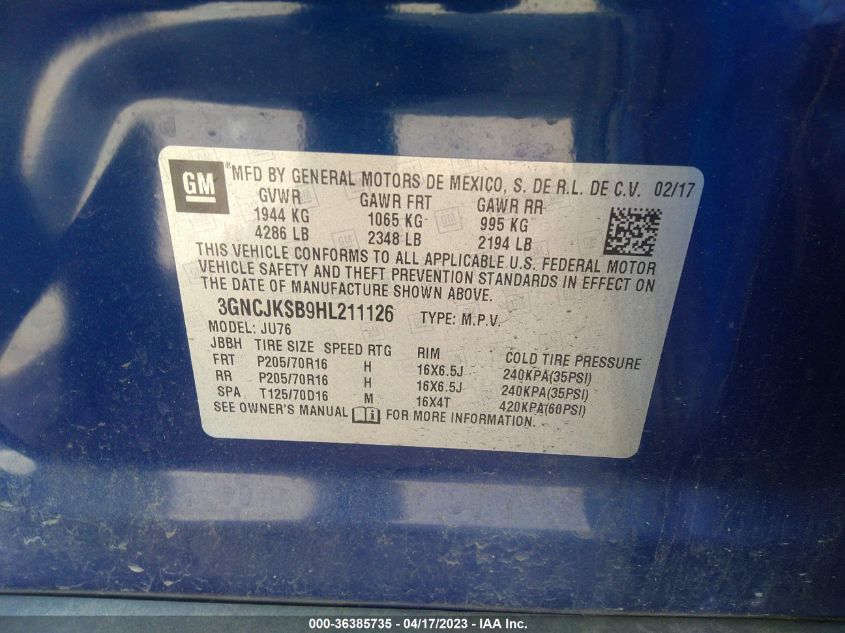 GM ®MFD BY GENERAL MOTORS DE MEXICO, S. DE R.L. DE C.V. 02/17
GVWR GAWR FRT GAWR RR
1944 KG 1065 KG 995 KG
4286 LB 2348 LB 2194 LB
THIS VEHICLE CONFORMS TO ALL APPLICABLE U.S. FEDERAL MOTOR
VEHICLE SAFETY AND THEFT PREVENTION STANDARDS IN EFFECT ON
THE DATE OF MANUFACTURE SHOWN ABOVE.
3GNCJKSB9HL211126 TYPE: M.P.V.
MODEL: JU76
JBBH TIRE SIZE SPEED RTG RIM COLD TIRE PRESSURE
FRT P205/70R16 H 16X6.5J 240KPA(35PSI)
RR P205/70R16 H 16X6.5J 240KPA(35PSI)
SPA T125/70D16 M 16X4T 420KPA(60PSI)
SEE OWNER'S MANUAL FOR MORE INFORMATION.
000-36385735 - 04/17/2023 - IAA Inc.